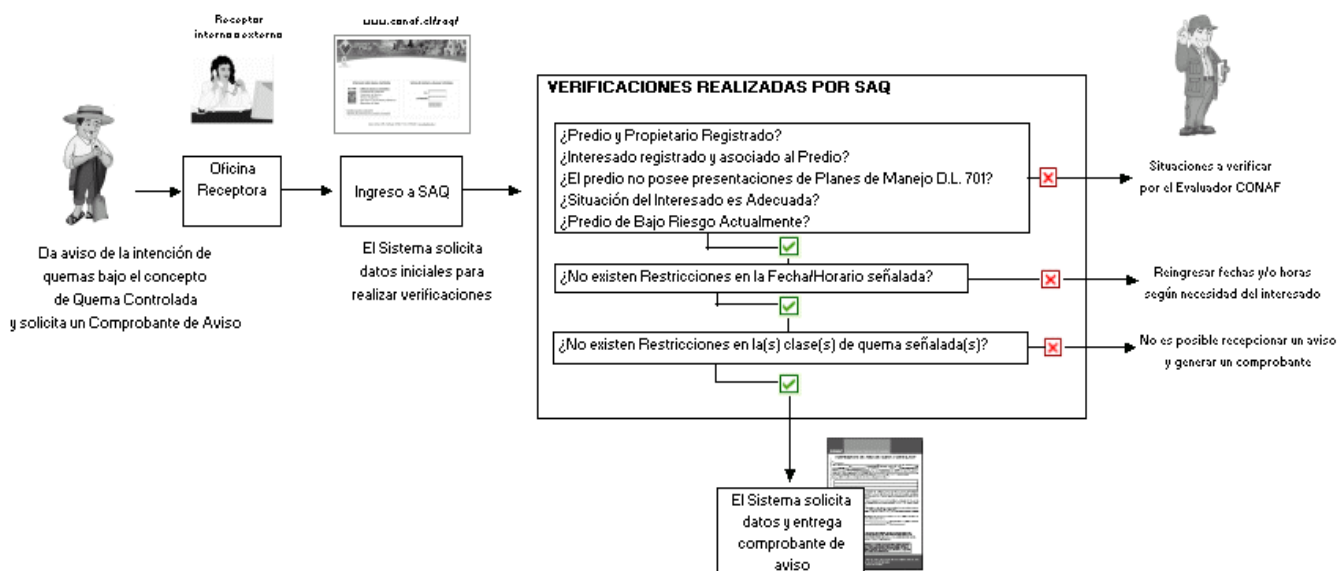 Receptor
interno o externo
www.conaf.cl/saq/
Oficina
Receptora
Ingreso a SAQ
Da aviso de la intención de
quemas bajo el concepto
de Quema Controlada
y solicita un Comprobante de Aviso
El Sistema solicita
datos iniciales para
realizar verificaciones
VERIFICACIONES REALIZADAS POR SAQ
¿Predio y Propietario Registrado?
¿Interesado registrado y asociado al Predio?
¿El predio no posee presentaciones de Planes de Manejo D.L. 701?
¿Situación del Interesado es Adecuada?
¿Predio de Bajo Riesgo Actualmente?
Situaciones a verificar
por el Evaluador CONAF
¿No existen Restricciones en la Fecha/Horario señalada?
Reingresar fechas y/o horas
según necesidad del interesado
¿No existen Restricciones en la(s) clase(s) de quema señalada(s)?
No es posible recepcionar un aviso
y generar un comprobante
El Sistema solicita
datos y entrega
comprobante de
aviso